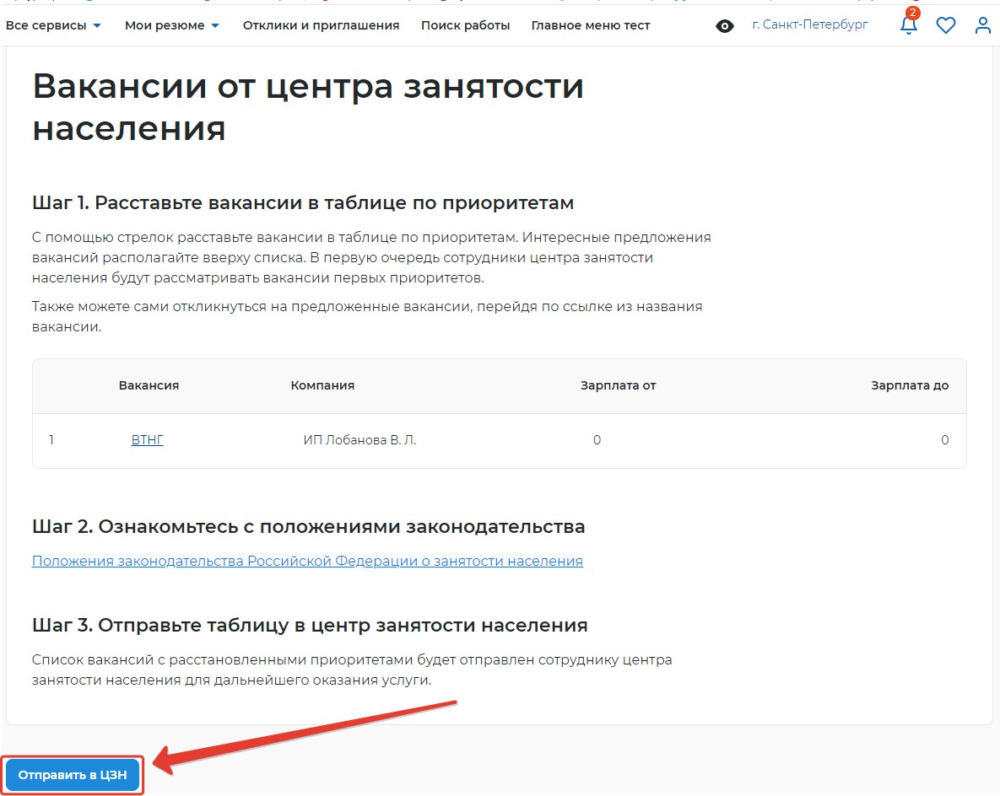 Все сервисы Мои резюме Отклики и приглашения Поиск работы Главное меню тест г. Санкт-Петербург 2
Вакансии от центра занятости
населения
Шаг 1. Расставьте вакансии в таблице по приоритетам
С помощью стрелок расставьте вакансии в таблице по приоритетам. Интересные предложения
вакансий располагайте вверху списка. В первую очередь сотрудники центра занятости
населения будут рассматривать вакансии первых приоритетов.
Также можете сами откликнуться на предложенные вакансии, перейдя по ссылке из названия
вакансии.
Вакансия Компания Зарплата от Зарплата до
1 ВТНГ ИП Лобанова В. Л. 0 0
Шаг 2. Ознакомьтесь с положениями законодательства
Положения законодательства Российской Федерации о занятости населения
Шаг 3. Отправьте таблицу в центр занятости населения
Список вакансий с расстановленными приоритетами будет отправлен сотруднику центра
занятости населения для дальнейшего оказания услуги.
Отправить в ЦЗН